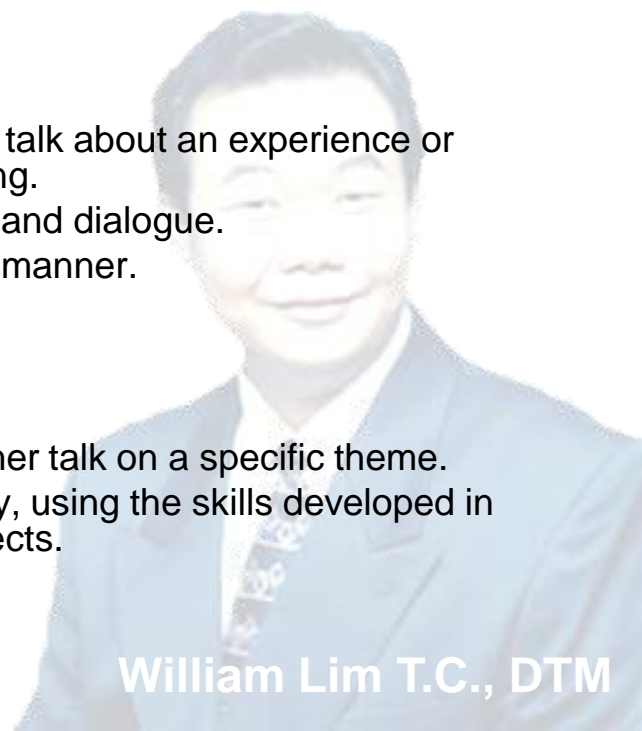 talk about an experience or
ng.
and dialogue.
manner.
ner talk on a specific theme.
y, using the skills developed in
ects.
William Lim T.C., DTM